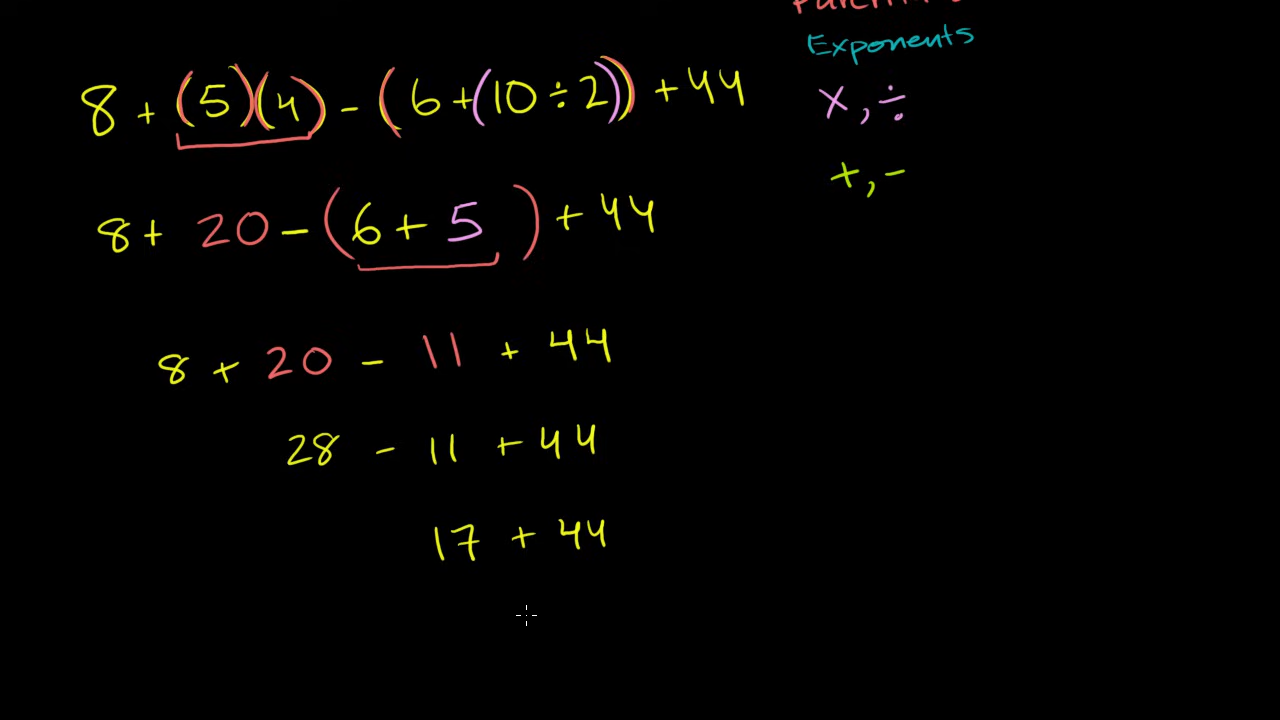 Exponents
8 + (5)(4) - (6 + (10 ÷ 2)) + 44
x, ÷
+, -
8 + 20 - (6 + 5) + 44
8 + 20 - 11 + 44
28 - 11 + 44
17 + 44